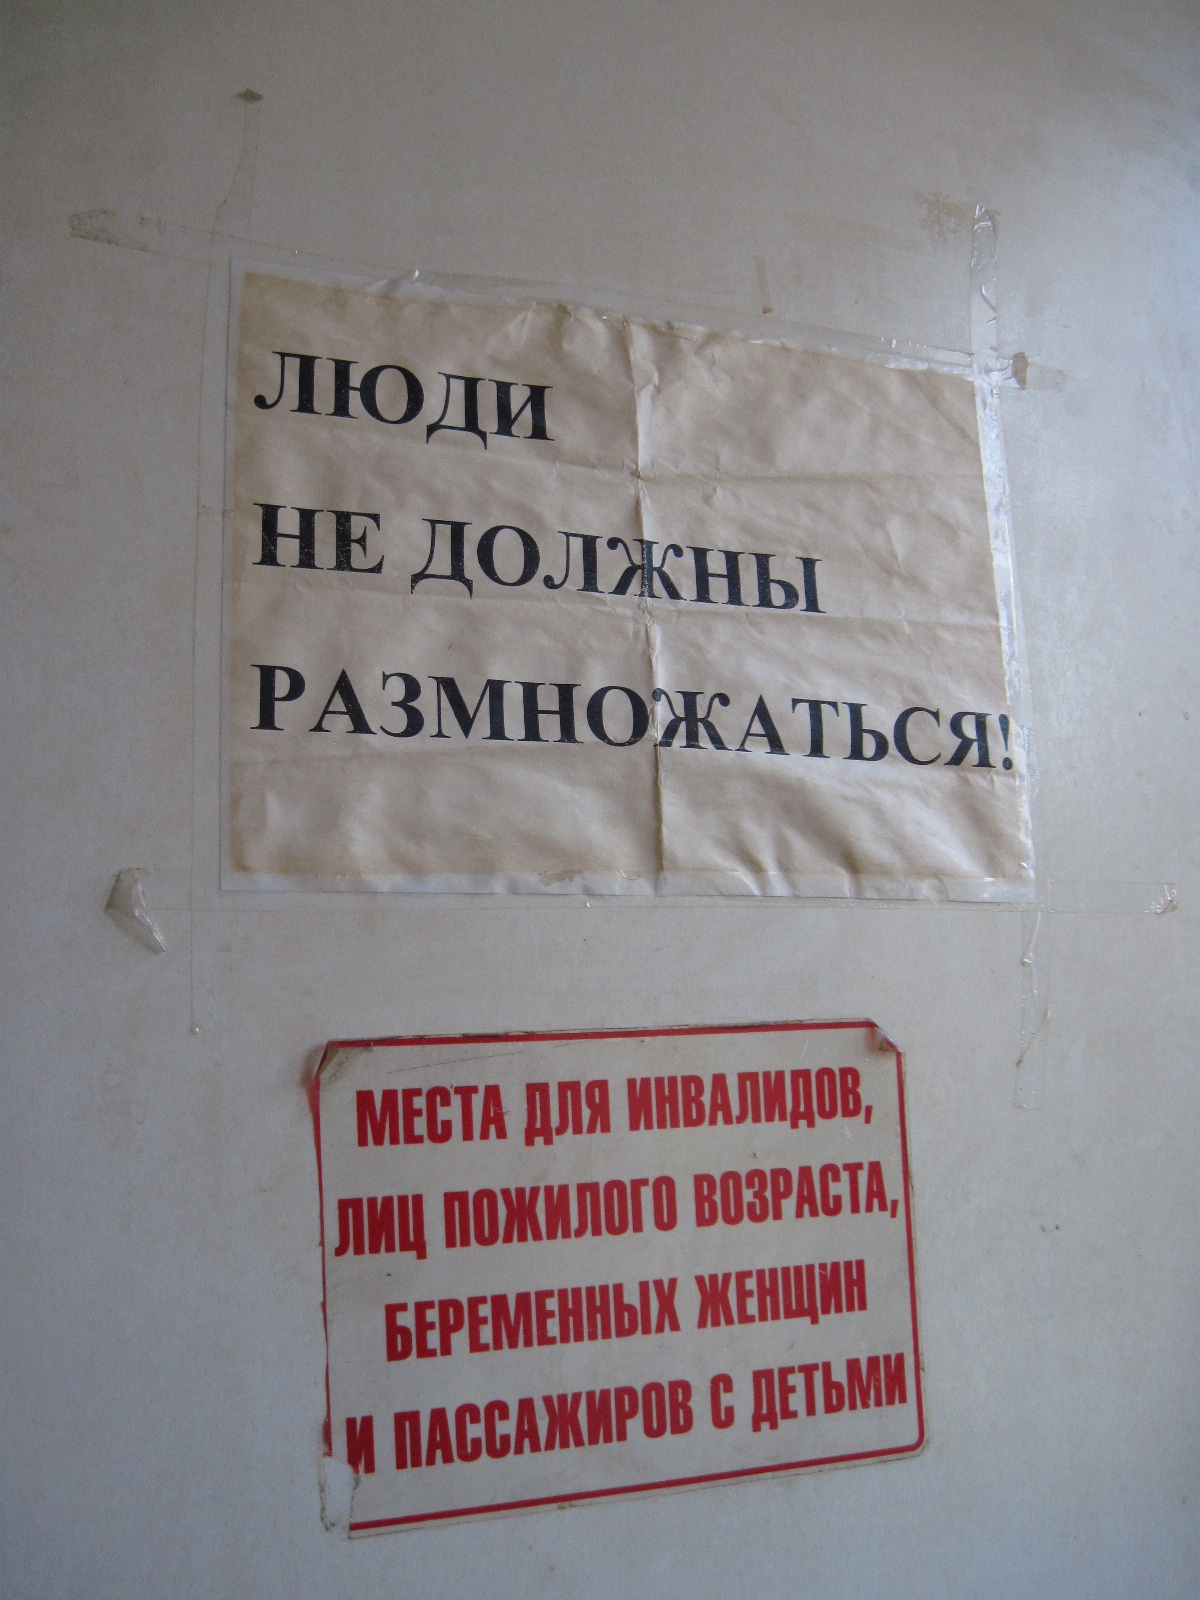 ЛЮДИ
НЕ ДОЛЖНЫ
РАЗМНОЖАТЬСЯ!
МЕСТА ДЛЯ ИНВАЛИДОВ,
ЛИЦ ПОЖИЛОГО ВОЗРАСТА,
БЕРЕМЕННЫХ ЖЕНЩИН
И ПАССАЖИРОВ С ДЕТЬМИ